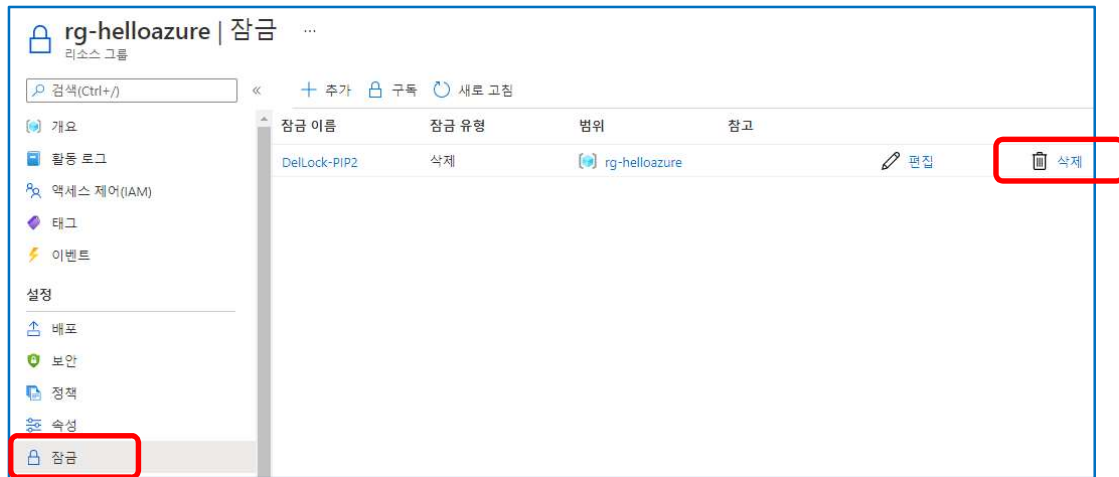 rg-helloazure | 잠금 ...
리소스 그룹
검색(Ctrl+/)
«
추가 구독 새로 고침
개요
활동 로그
액세스 제어(IAM)
태그
이벤트
설정
배포
보안
정책
속성
잠금
잠금 이름 잠금 유형 범위 참고
DelLock-PIP2 삭제 rg-helloazure 편집 삭제